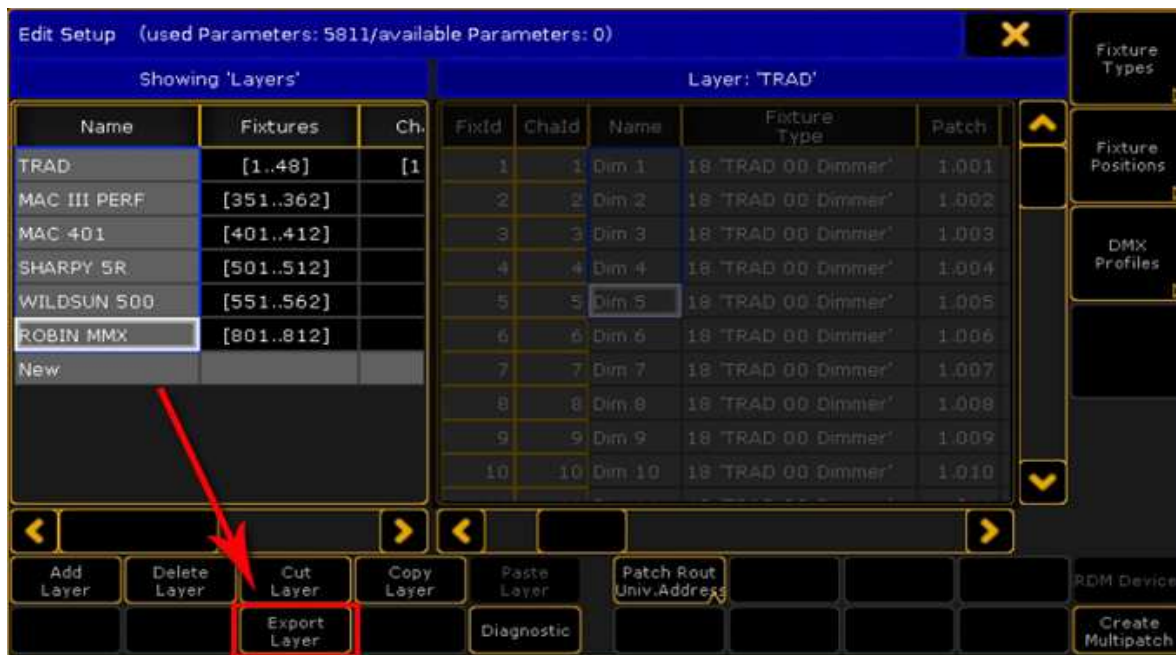 Edit Setup (used Parameters: 5811/available Parameters: 0)
Fixture
Types
Showing 'Layers'
Layer: 'TRAD'
Name Fixtures Ch
FixId ChaId Name Fixture Type Patch
Fixture
Positions
TRAD [1..48] [1
1 1 Dim 1 18 'TRAD 00 Dimmer' 1.001
MAC III PERF [351..362]
2 2 Dim 2 18 'TRAD 00 Dimmer' 1.002
MAC 401 [401..412]
3 3 Dim 3 18 'TRAD 00 Dimmer' 1.003
DMX
Profiles
SHARPY 5R [501..512]
4 4 Dim 4 18 'TRAD 00 Dimmer' 1.004
WILDSUN 500 [551..562]
5 5 Dim 5 18 'TRAD 00 Dimmer' 1.005
ROBIN MMX [801..812]
6 6 Dim 6 18 'TRAD 00 Dimmer' 1.006
New
7 7 Dim 7 18 'TRAD 00 Dimmer' 1.007
8 8 Dim 8 18 'TRAD 00 Dimmer' 1.008
9 9 Dim 9 18 'TRAD 00 Dimmer' 1.009
10 10 Dim 10 18 'TRAD 00 Dimmer' 1.010
Add
Layer
Delete
Layer
Cut
Layer
Copy
Layer
Paste
Layer
Patch Rout
Univ.Address
RDM Device
Export
Layer
Diagnostic
Create
Multipatch